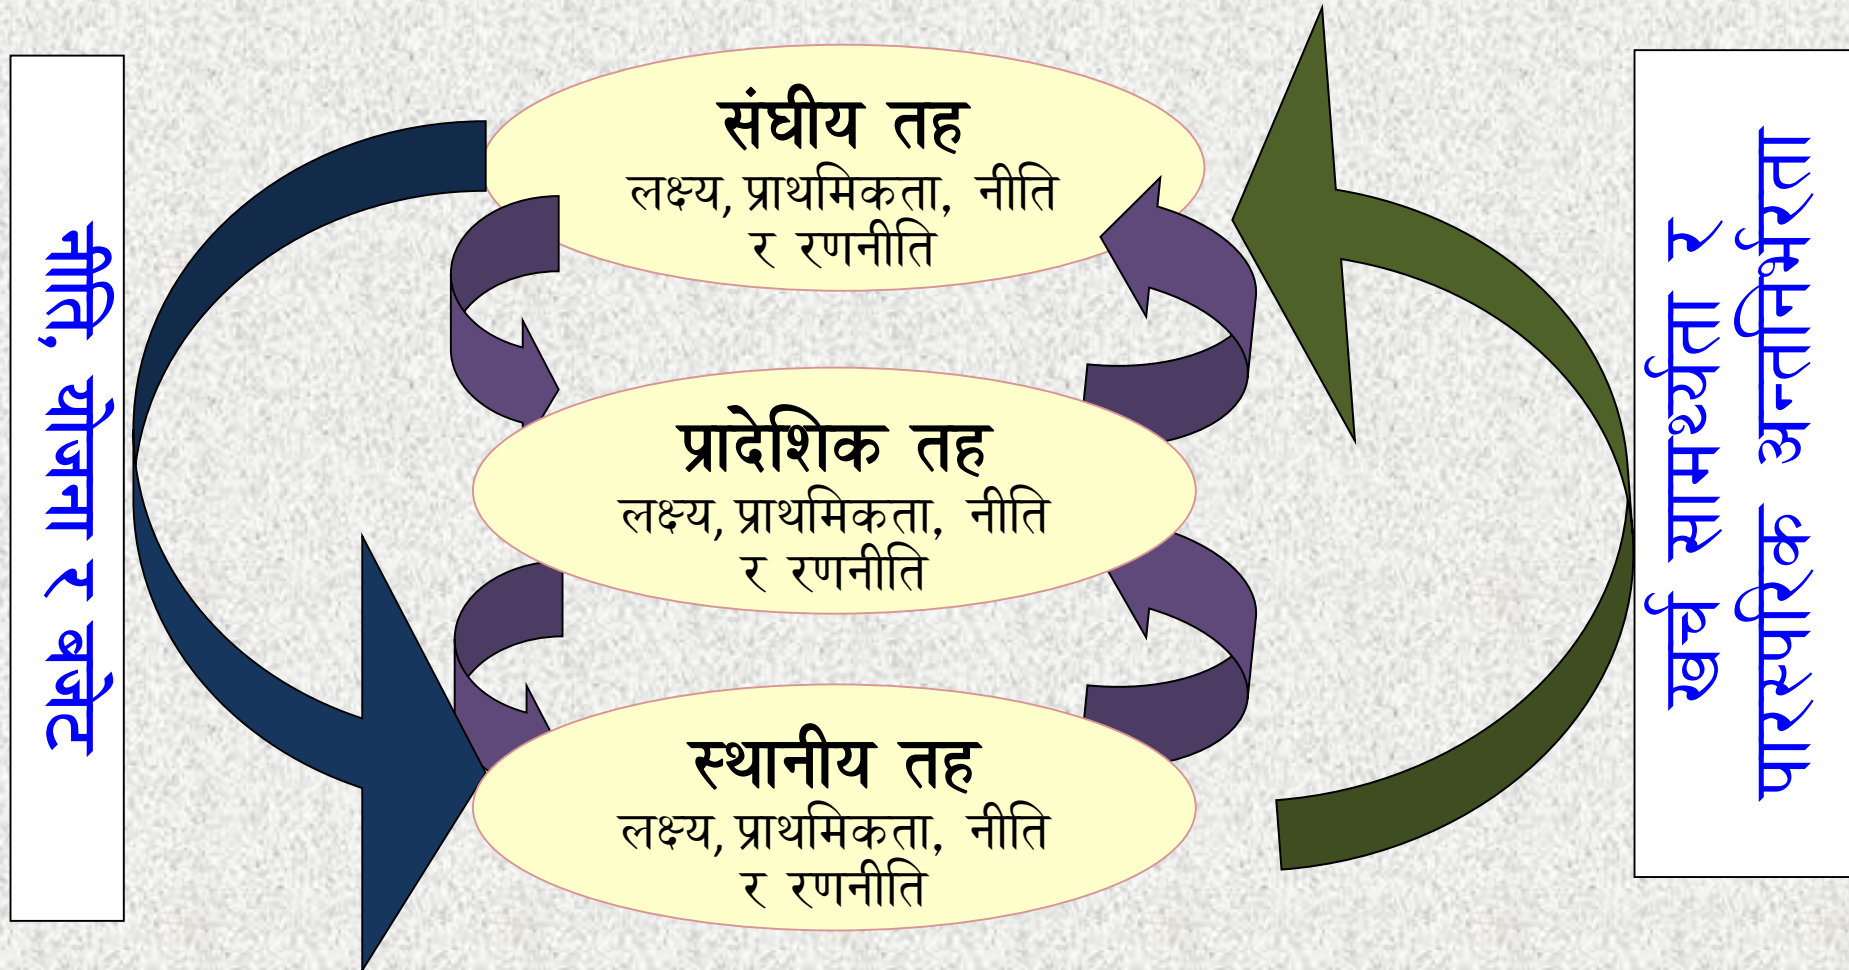 नीति, योजना र बजेट
संघीय तह
लक्ष्य, प्राथमिकता, नीति
र रणनीति
प्रादेशिक तह
लक्ष्य, प्राथमिकता, नीति
र रणनीति
स्थानीय तह
लक्ष्य, प्राथमिकता, नीति
र रणनीति
खर्च सामर्थ्यता र
पारस्परिक अन्तर्निर्भरता